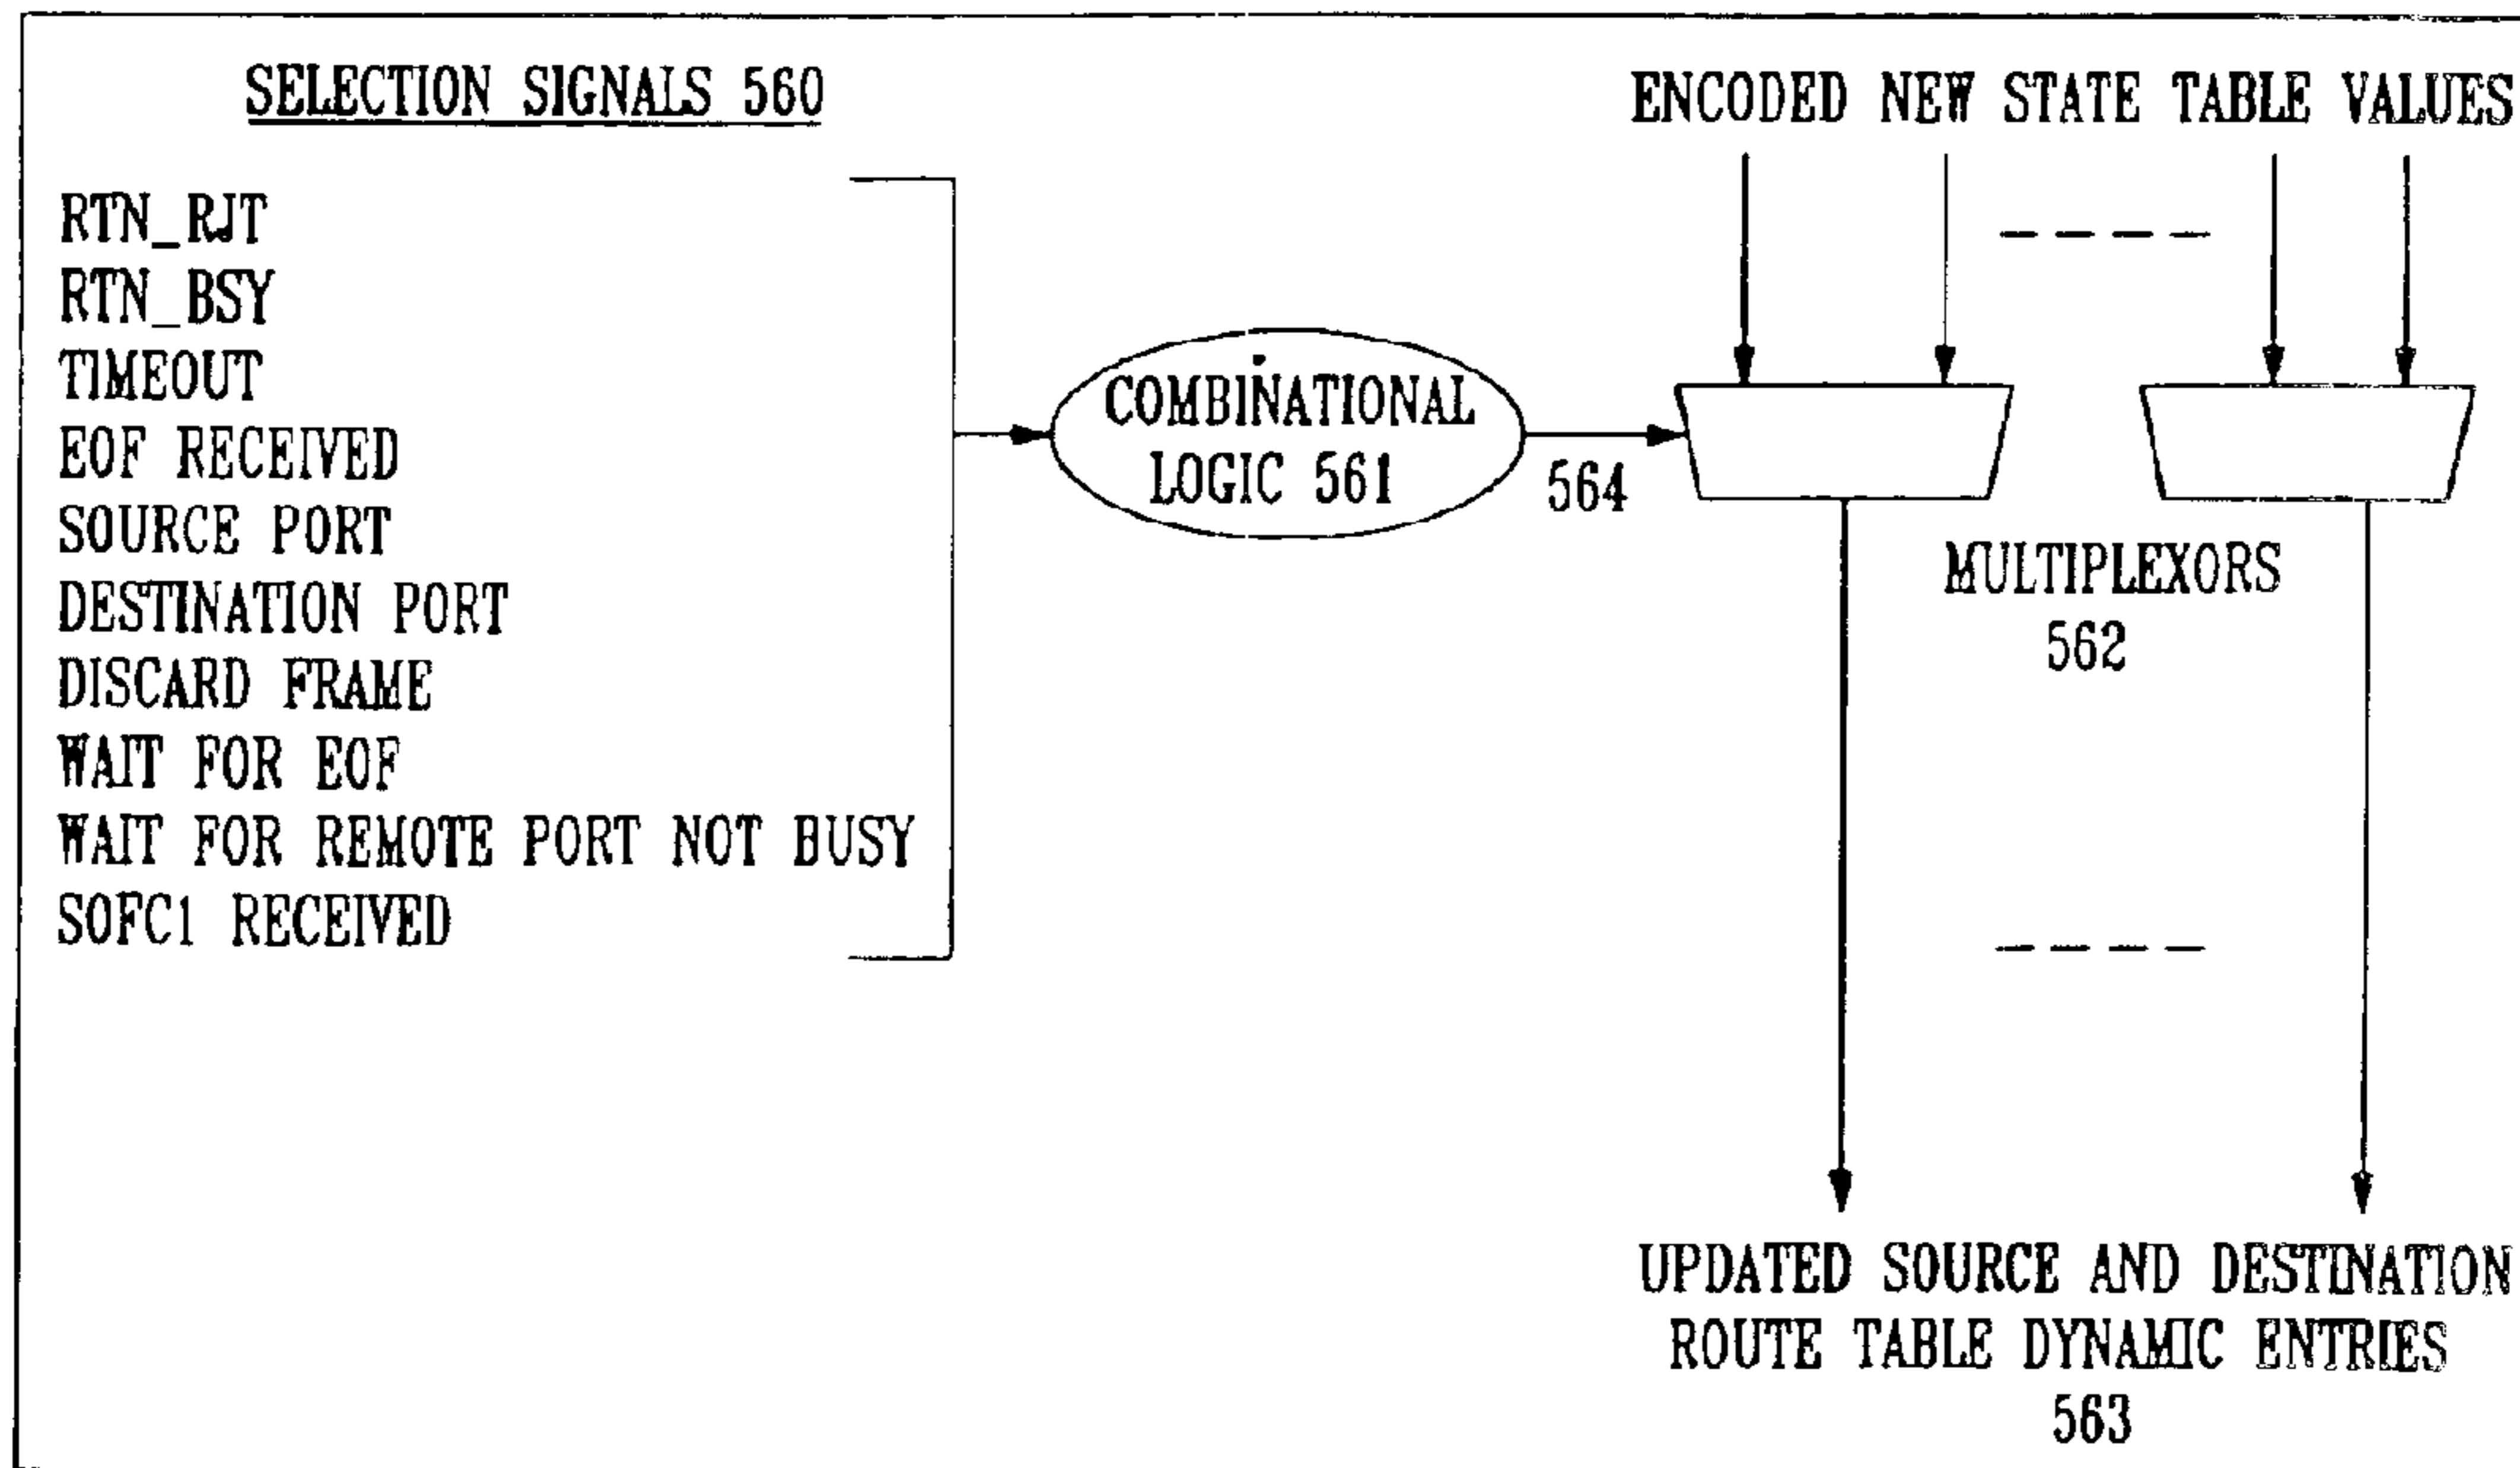 SELECTION SIGNALS 560
RTN_RJT
RTN_BSY
TIMEOUT
EOF RECEIVED
SOURCE PORT
DESTINATION PORT
DISCARD FRAME
WAIT FOR EOF
WAIT FOR REMOTE PORT NOT BUSY
SOFC1 RECEIVED
COMBINATIONAL
LOGIC 561
564
ENCODED NEW STATE TABLE VALUES
MULTIPLEXORS
562
UPDATED SOURCE AND DESTINATION
ROUTE TABLE DYNAMIC ENTRIES
563